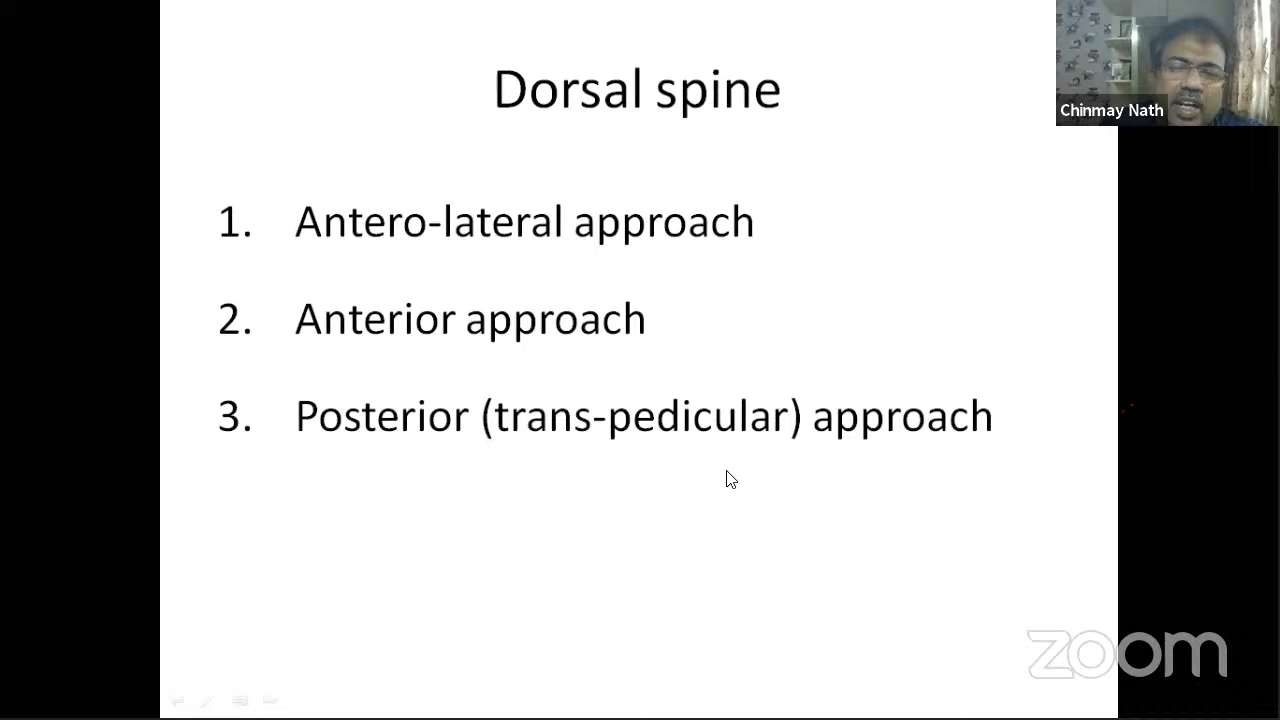 Dorsal spine
Chinmay Nath
1. Antero-lateral approach
2. Anterior approach
3. Posterior (trans-pedicular) approach
zoom